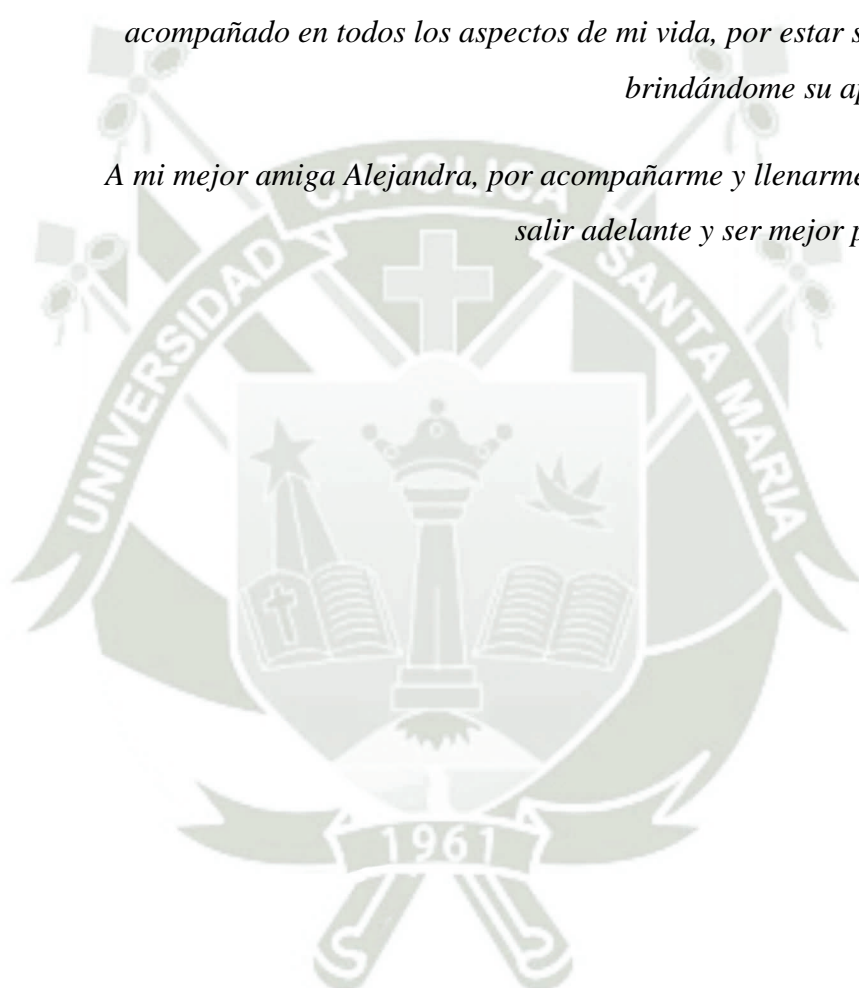 acompañado en todos los aspectos de mi vida, por estar
brindándome su
A mi mejor amiga Alejandra, por acompañarme y llenarme
salir adelante y ser mejor
UNIVERSIDAD CATOLICA SANTA MARIA
1961